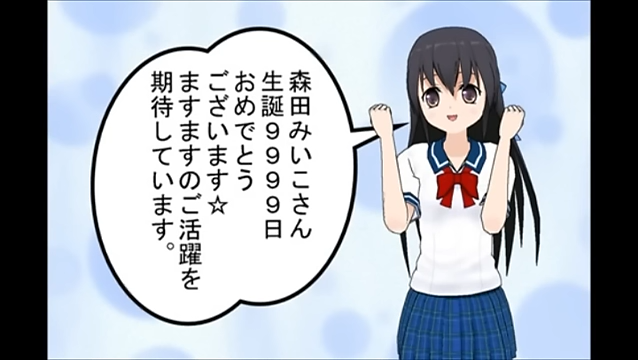 森田みいこさん
生誕９９９９日
おめでとう
ございます☆
ますますのご活躍を
期待しています。